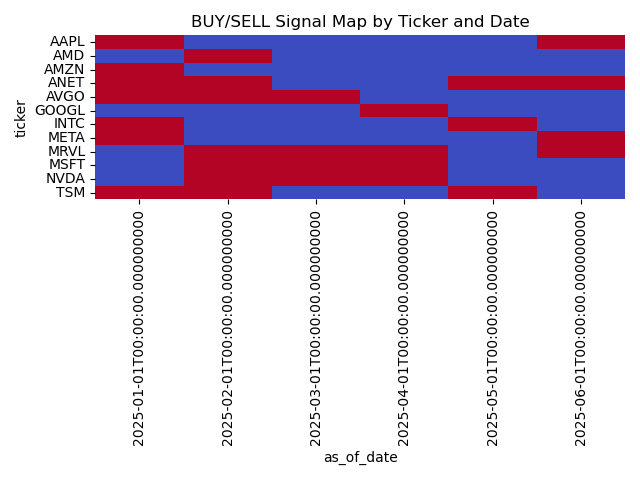 BUY/SELL Signal Map by Ticker and Date
ticker
AAPL
AMD
AMZN
ANET
AVGO
GOOGL
INTC
META
MRVL
MSFT
NVDA
TSM
2025-01-01T00:00:00.000000000
2025-02-01T00:00:00.000000000
2025-03-01T00:00:00.000000000
2025-04-01T00:00:00.000000000
2025-05-01T00:00:00.000000000
2025-06-01T00:00:00.000000000
as_of_date